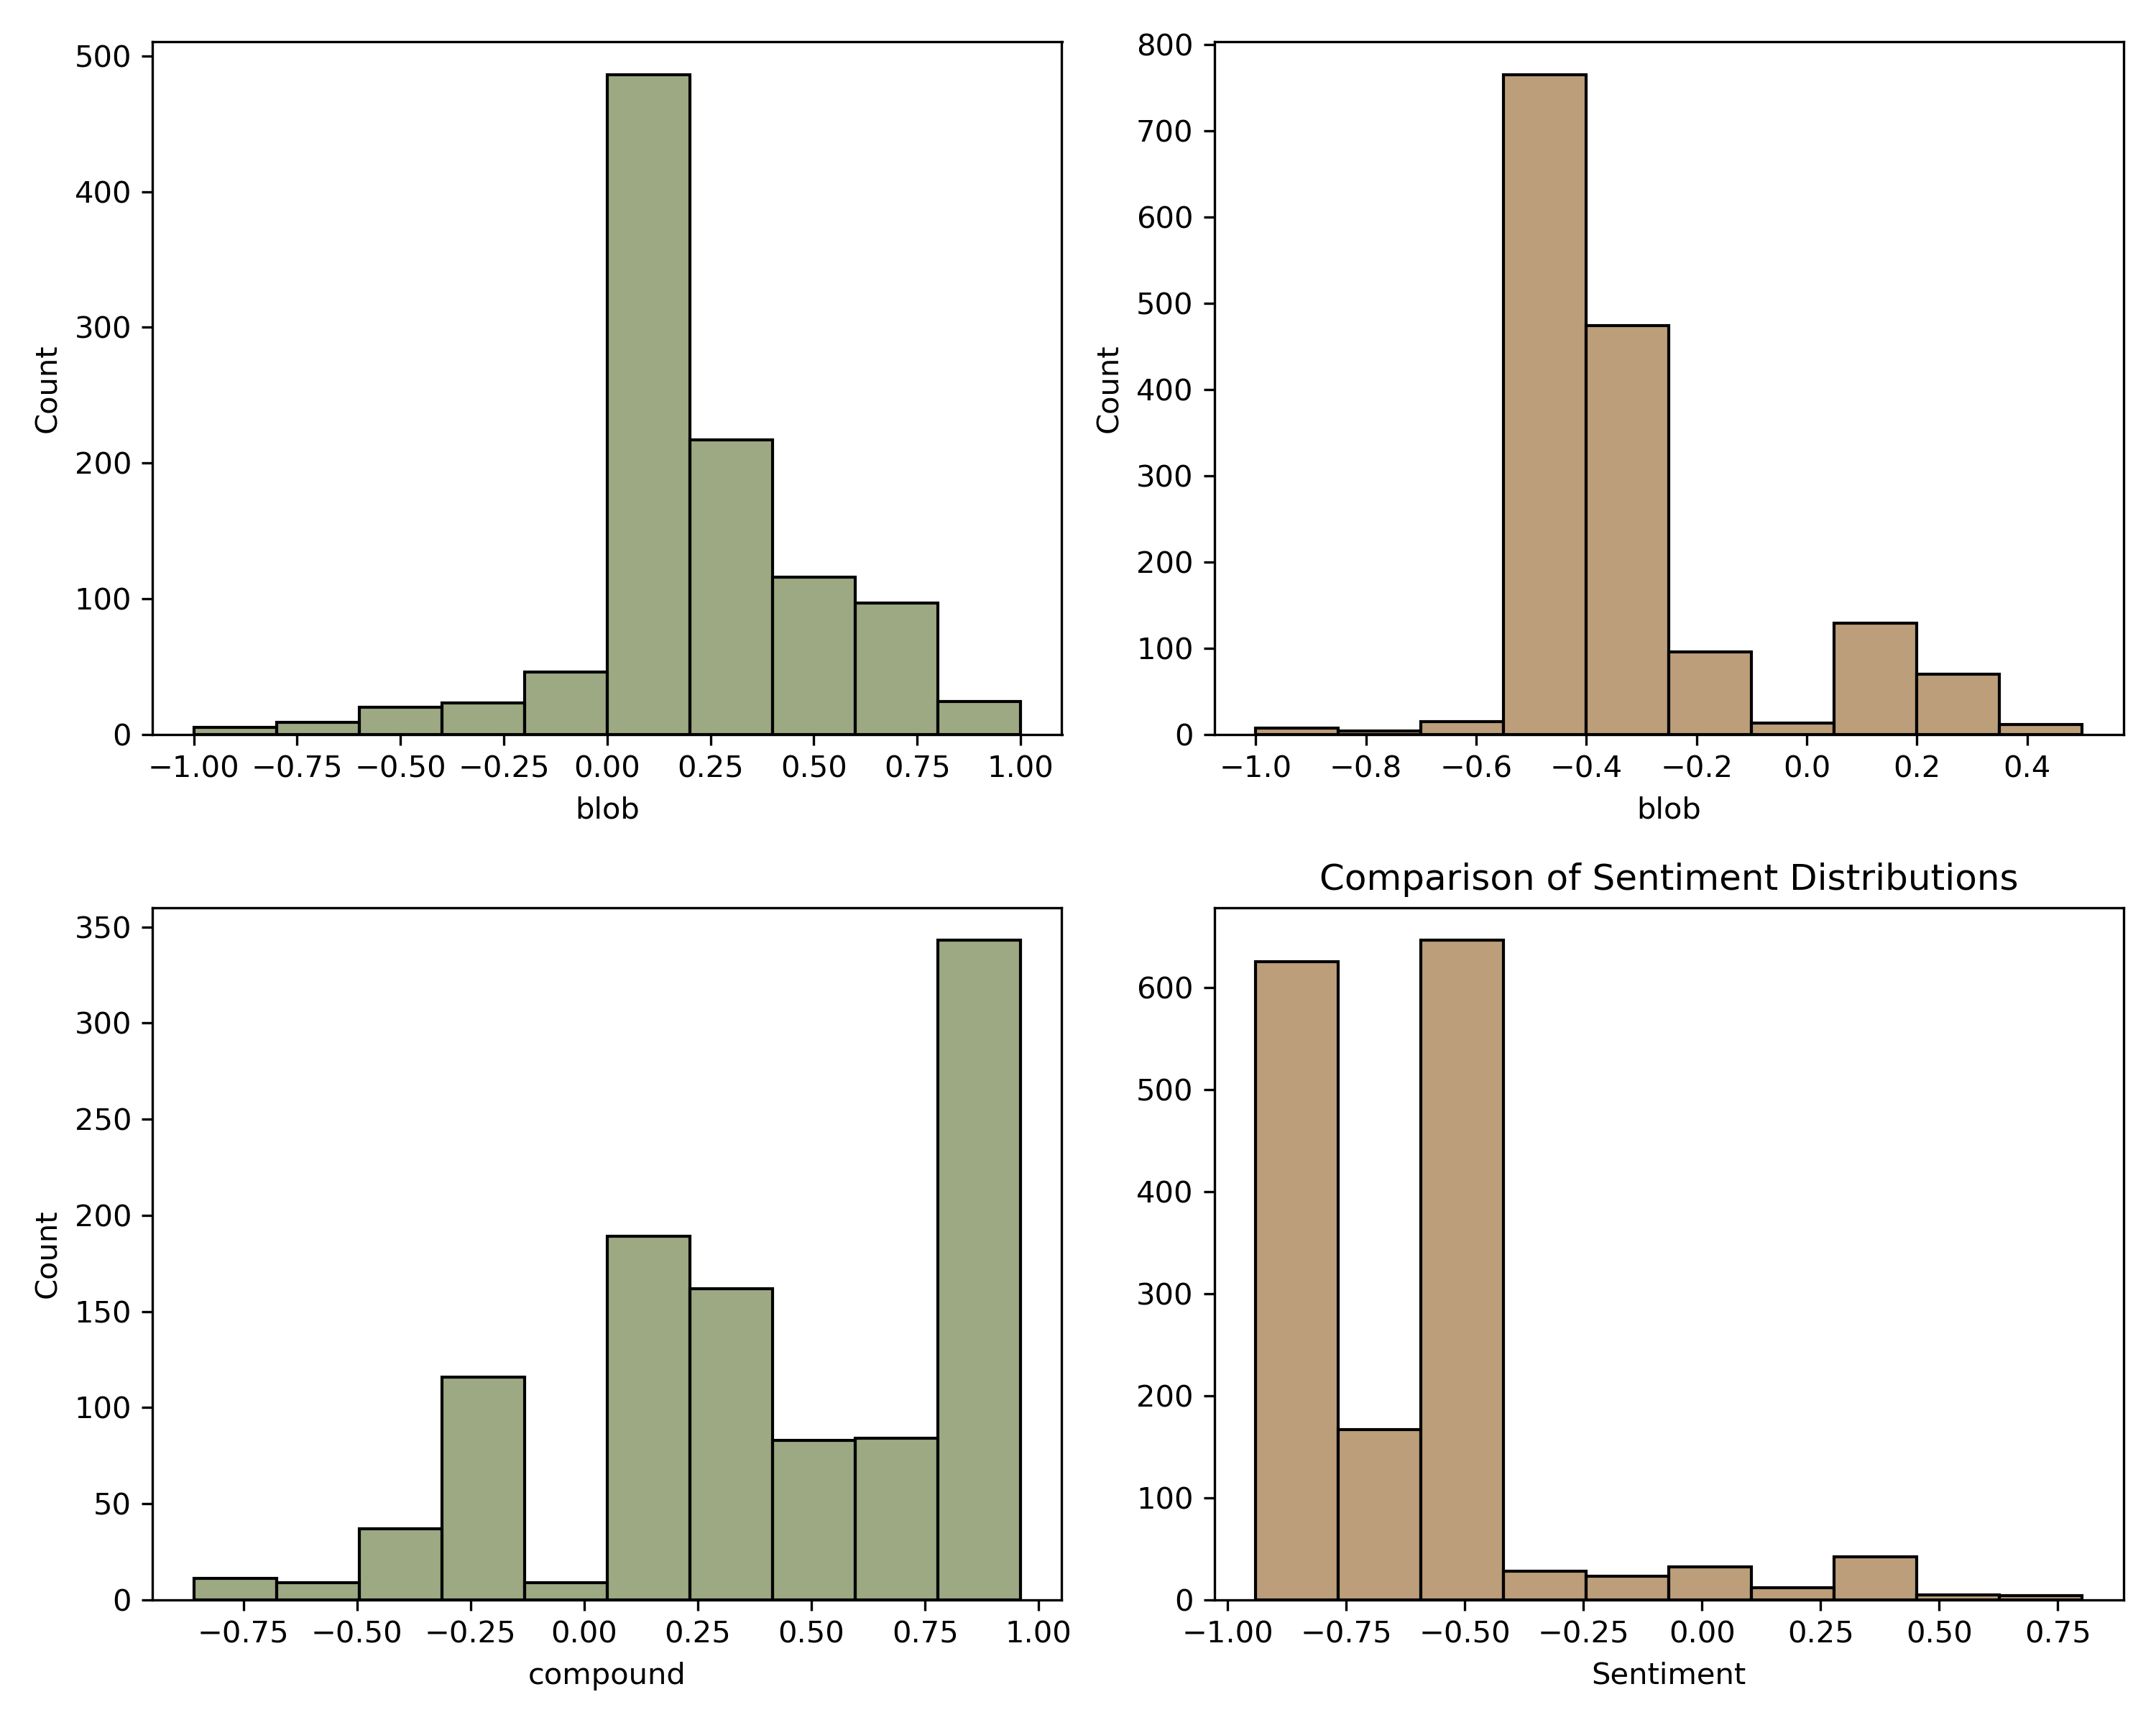 500
400
300
200
100
0
Count
−1.00 −0.75 −0.50 −0.25 0.00 0.25 0.50 0.75 1.00
blob
800
700
600
500
400
300
200
100
0
Count
−1.0 −0.8 −0.6 −0.4 −0.2 0.0 0.2 0.4
blob
350
300
250
200
150
100
50
0
Count
−0.75 −0.50 −0.25 0.00 0.25 0.50 0.75 1.00
compound
Comparison of Sentiment Distributions
600
500
400
300
200
100
0
−1.00 −0.75 −0.50 −0.25 0.00 0.25 0.50 0.75
Sentiment